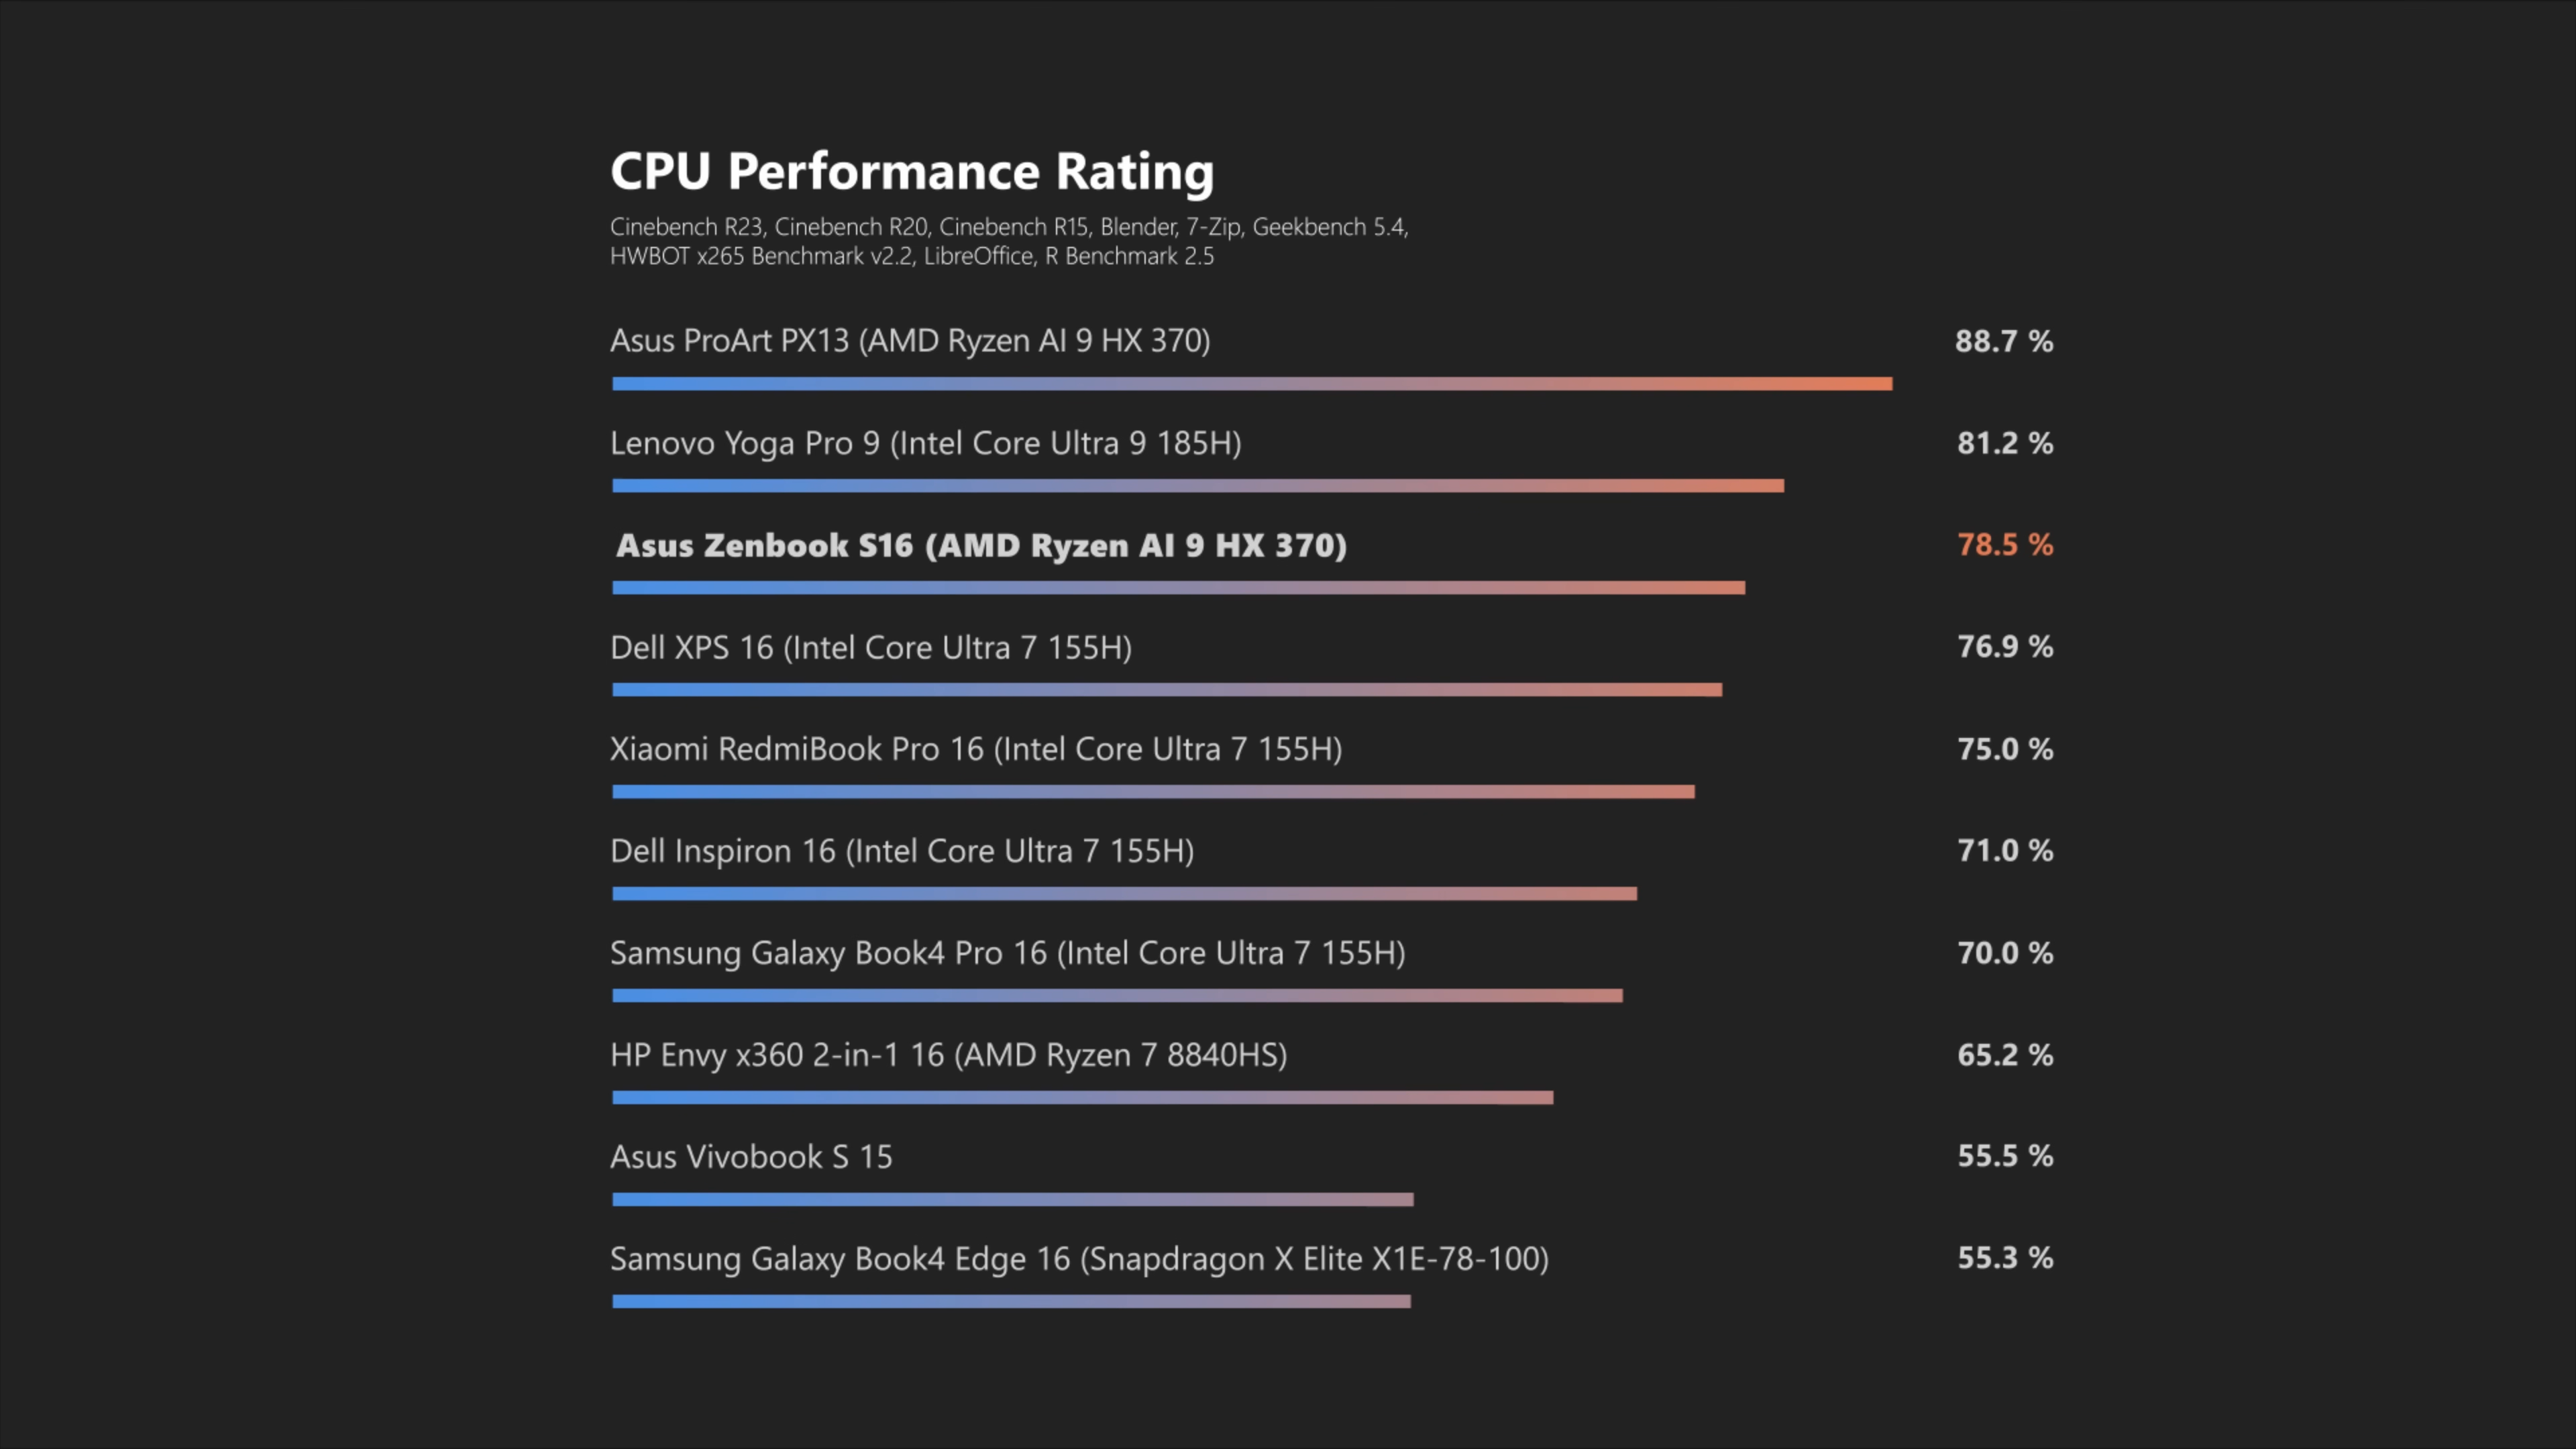 CPU Performance Rating
Cinebench R23, Cinebench R20, Cinebench R15, Blender, 7-Zip, Geekbench 5.4,
HWBOT x265 Benchmark v2.2, LibreOffice, R Benchmark 2.5
Asus ProArt PX13 (AMD Ryzen AI 9 HX 370) 88.7 %
Lenovo Yoga Pro 9 (Intel Core Ultra 9 185H) 81.2 %
Asus Zenbook S16 (AMD Ryzen AI 9 HX 370) 78.5 %
Dell XPS 16 (Intel Core Ultra 7 155H) 76.9 %
Xiaomi RedmiBook Pro 16 (Intel Core Ultra 7 155H) 75.0 %
Dell Inspiron 16 (Intel Core Ultra 7 155H) 71.0 %
Samsung Galaxy Book4 Pro 16 (Intel Core Ultra 7 155H) 70.0 %
HP Envy x360 2-in-1 16 (AMD Ryzen 7 8840HS) 65.2 %
Asus Vivobook S 15 55.5 %
Samsung Galaxy Book4 Edge 16 (Snapdragon X Elite X1E-78-100) 55.3 %